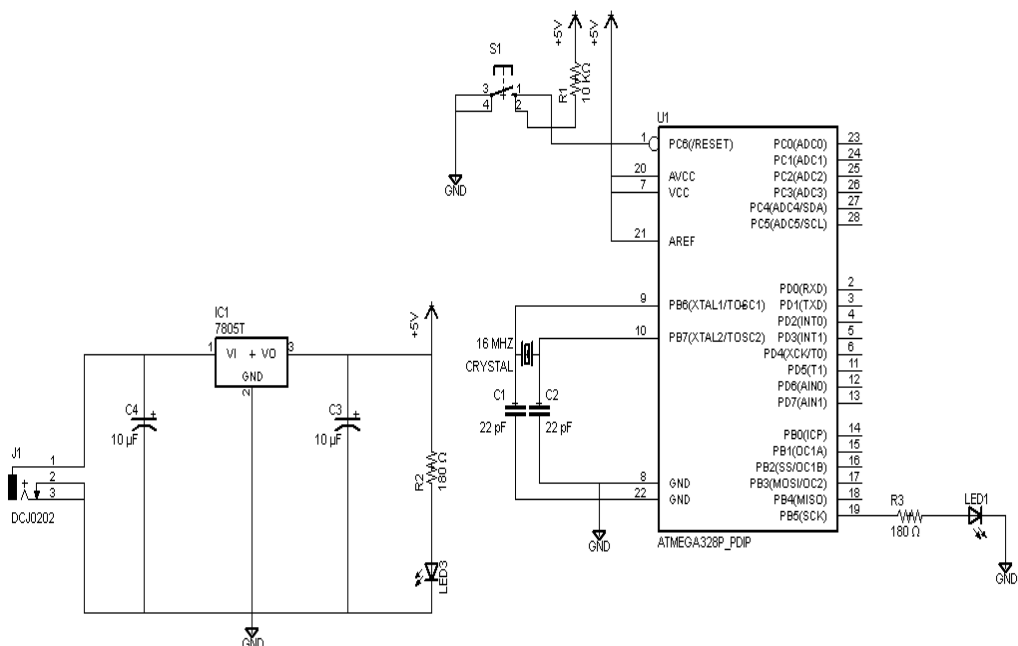 +5V
+5V
S1
3
1
4
2
R1
10 KΩ
GND
U1
1
PC6(/RESET)
20
AVCC
7
VCC
21
AREF
9
PB6(XTAL1/TOSC1)
10
PB7(XTAL2/TOSC2)
8
GND
22
GND
PC0(ADC0)
23
PC1(ADC1)
24
PC2(ADC2)
25
PC3(ADC3)
26
PC4(ADC4/SDA)
27
PC5(ADC5/SCL)
28
PD0(RXD)
2
PD1(TXD)
3
PD2(INT0)
4
PD3(INT1)
5
PD4(XCK/T0)
6
PD5(T1)
11
PD6(AIN0)
12
PD7(AIN1)
13
PB0(ICP)
14
PB1(OC1A)
15
PB2(SS/OC1B)
16
PB3(MOSI/OC2)
17
PB4(MISO)
18
PB5(SCK)
19
ATMEGA328P_PDIP
16 MHZ
CRYSTAL
C1
C2
22 pF
22 pF
GND
R3
180 Ω
LED1
GND
IC1
7805T
1
VI
+
VO
3
GND
2
+5V
C4
+
10 µF
C3
+
10 µF
R2
180 Ω
LED3
J1
1
2
3
+
DCJ0202
GND